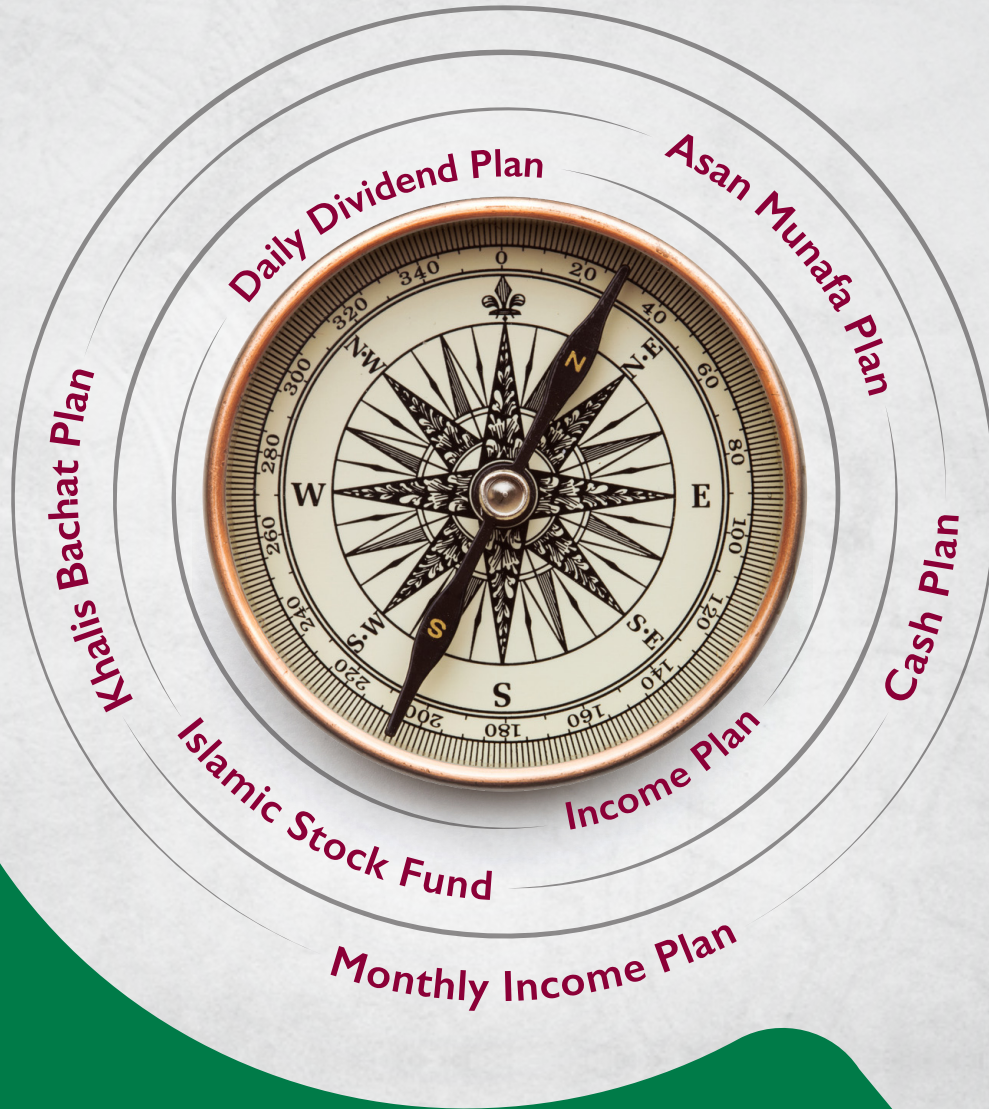 Daily Dividend Plan
Asan Munafa Plan
Khalis Bachat Plan
Cash Plan
Islamic Stock Fund
Income Plan
Monthly Income Plan
0
20
40
N·E
60
80
E
100
120
S·E
140
160
180
S
200
220
S·W
240
260
W
280
300
N·W
320
340
N
S